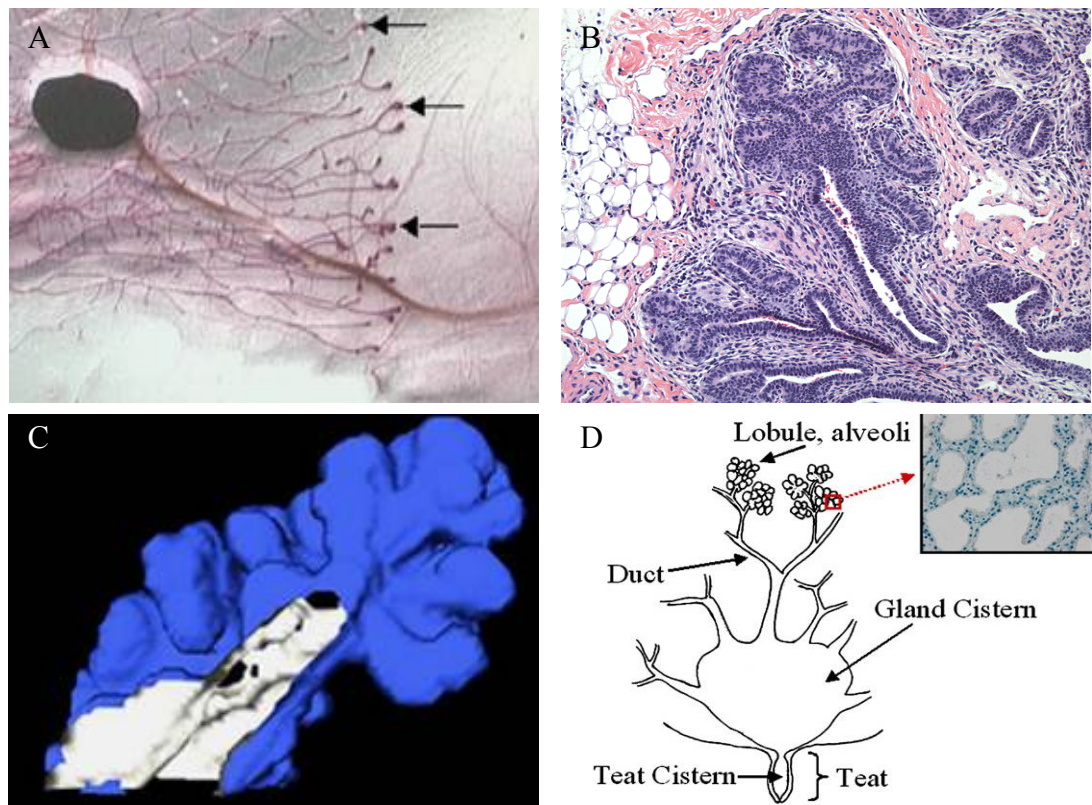 A
B
C
D
Lobule, alveoli
Duct
Gland Cistern
Teat Cistern
Teat